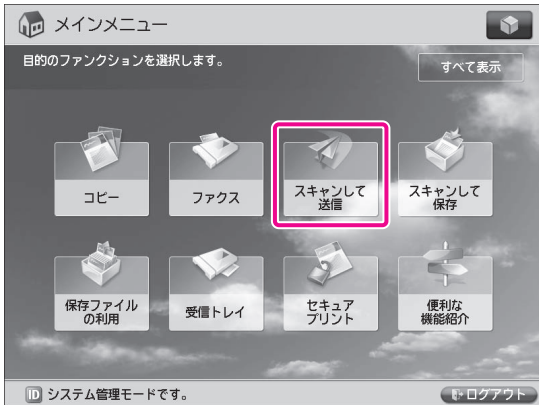 メインメニュー
目的のファンクションを選択します。
すべて表示
コピー
ファクス
スキャンして
送信
スキャンして
保存
保存ファイル
の利用
受信トレイ
セキュア
プリント
便利な
機能紹介
ID システム管理モードです。
ログアウト